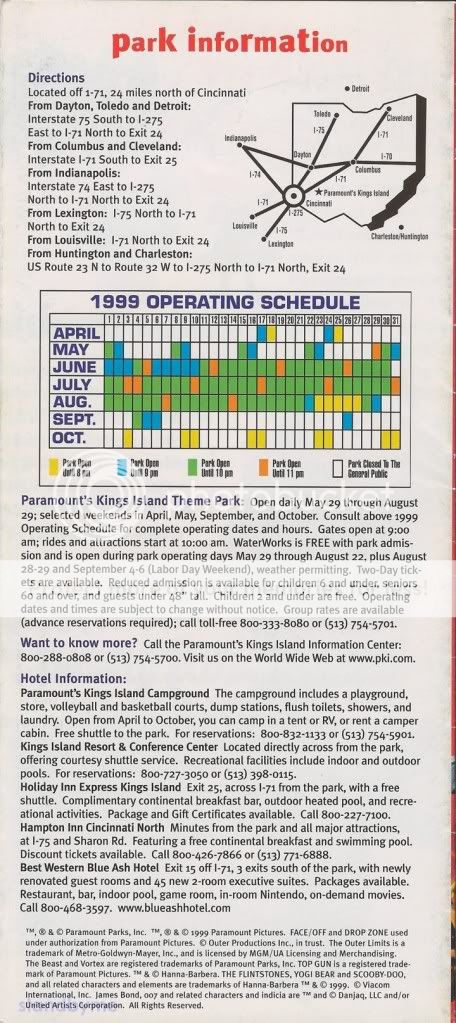 park information
Directions
Located off 1-71, 24 miles north of Cincinnati
From Dayton, Toledo and Detroit:
Interstate 75 South to I-275
East to I-71 North to Exit 24
From Columbus and Cleveland:
Interstate I-71 South to Exit 25
From Indianapolis:
Interstate 74 East to I-275
North to I-71 North to Exit 24
From Lexington: I-75 North to I-71
North to Exit 24
From Louisville: I-71 North to Exit 24
From Huntington and Charleston:
US Route 23 N to Route 32 W to I-275 North to I-71 North, Exit 24
Detroit
Toledo
Cleveland
I-75
I-71
Indianapolis
Dayton
I-70
Columbus
I-74
I-71
Paramount's Kings Island
I-71
Cincinnati
I-275
Louisville
I-75
Lexington
Charleston/Huntington
1999 OPERATING SCHEDULE
1 2 3 4 5 6 7 8 9 10 11 12 13 14 15 16 17 18 19 20 21 22 23 24 25 26 27 28 29 30 31
APRIL
MAY
JUNE
JULY
AUG.
SEPT.
OCT.
Park Open Until 8 pm
Park Open Until 9 pm
Park Open Until 10 pm
Park Open Until 11 pm
Park Closed To The General Public
Paramount's Kings Island Theme Park: Open daily May 29 through August
29; selected weekends in April, May, September, and October. Consult above 1999
Operating Schedule for complete operating dates and hours. Gates open at 9:00
am; rides and attractions start at 10:00 am. WaterWorks is FREE with park admis-
sion and is open during park operating days May 29 through August 22, plus August
28-29 and September 4-6 (Labor Day Weekend), weather permitting. Two-Day tick-
ets are available. Reduced admission is available for children 6 and under, seniors
60 and over, and guests under 48" tall. Children 2 and under are free. Operating
dates and times are subject to change without notice. Group rates are available
(advance reservations required); call toll-free 800-333-8080 or (513) 754-5701.
Want to know more? Call the Paramount's Kings Island Information Center:
800-288-0808 or (513) 754-5700. Visit us on the World Wide Web at www.pki.com.
Hotel Information:
Paramount's Kings Island Campground The campground includes a playground,
store, volleyball and basketball courts, dump stations, flush toilets, showers, and
laundry. Open from April to October, you can camp in a tent or RV, or rent a camper
cabin. Free shuttle to the park. For reservations: 800-832-1133 or (513) 754-5901.
Kings Island Resort & Conference Center Located directly across from the park,
offering courtesy shuttle service. Recreational facilities include indoor and outdoor
pools. For reservations: 800-727-3050 or (513) 398-0115.
Holiday Inn Express Kings Island Exit 25, across I-71 from the park, with a free
shuttle. Complimentary continental breakfast bar, outdoor heated pool, and recre-
ational activities. Package and Gift Certificates available. Call 800-227-7100.
Hampton Inn Cincinnati North Minutes from the park and all major attractions,
at I-75 and Sharon Rd. Featuring a free continental breakfast and swimming pool.
Discount tickets available. Call 800-426-7866 or (513) 771-6888.
Best Western Blue Ash Hotel Exit 15 off I-71, 3 exits south of the park, with newly
renovated guest rooms and 45 new 2-room executive suites. Packages available.
Restaurant, bar, indoor pool, game room, in-room Nintendo, on-demand movies.
Call 800-468-3597. www.blueashhotel.com
™, ® & © Paramount Parks, Inc. ™, ® & © 1999 Paramount Pictures. FACE/OFF and DROP ZONE used
under authorization from Paramount Pictures. © Outer Productions Inc., in trust. The Outer Limits is a
trademark of Metro-Goldwyn-Mayer, Inc., and is licensed by MGM/UA Licensing and Merchandising.
The Beast and Vortex are registered trademarks of Paramount Parks, Inc. TOP GUN is a registered trade-
mark of Paramount Pictures. ™ & © Hanna-Barbera. THE FLINTSTONES, YOGI BEAR and SCOOBY-DOO,
and all related characters and elements are trademarks of Hanna-Barbera ™ & © 1999. © Viacom
International, Inc. James Bond, 007 and related characters and indicia are ™ and © Danjaq, LLC and/or
United Artists Corporation. All Rights Reserved.